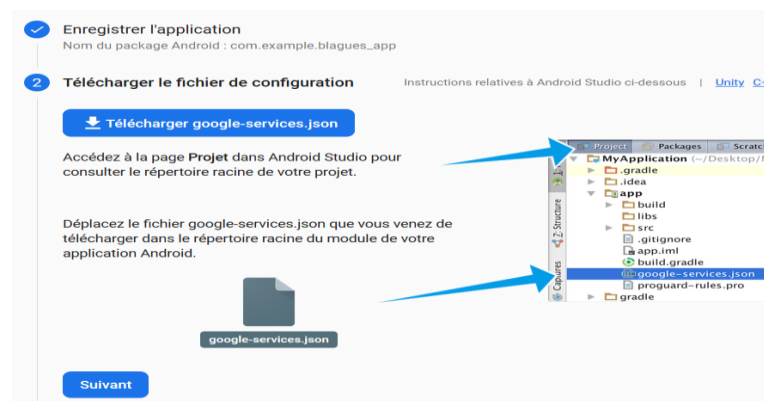 Enregistrer l'application
Nom du package Android : com.example.blagues_app
2 Télécharger le fichier de configuration
Instructions relatives à Android Studio ci-dessous | Unity
Télécharger google-services.json
Accédez à la page Projet dans Android Studio pour
consulter le répertoire racine de votre projet.
Déplacez le fichier google-services.json que vous venez de
télécharger dans le répertoire racine du module de votre
application Android.
google-services.json
Suivant
Project Packages Scratc
MyApplication (~/Desktop/
.gradle
.idea
app
build
libs
src
.gitignore
app.iml
build.gradle
google-services.json
proguard-rules.pro
gradle
2: Structure
Captures